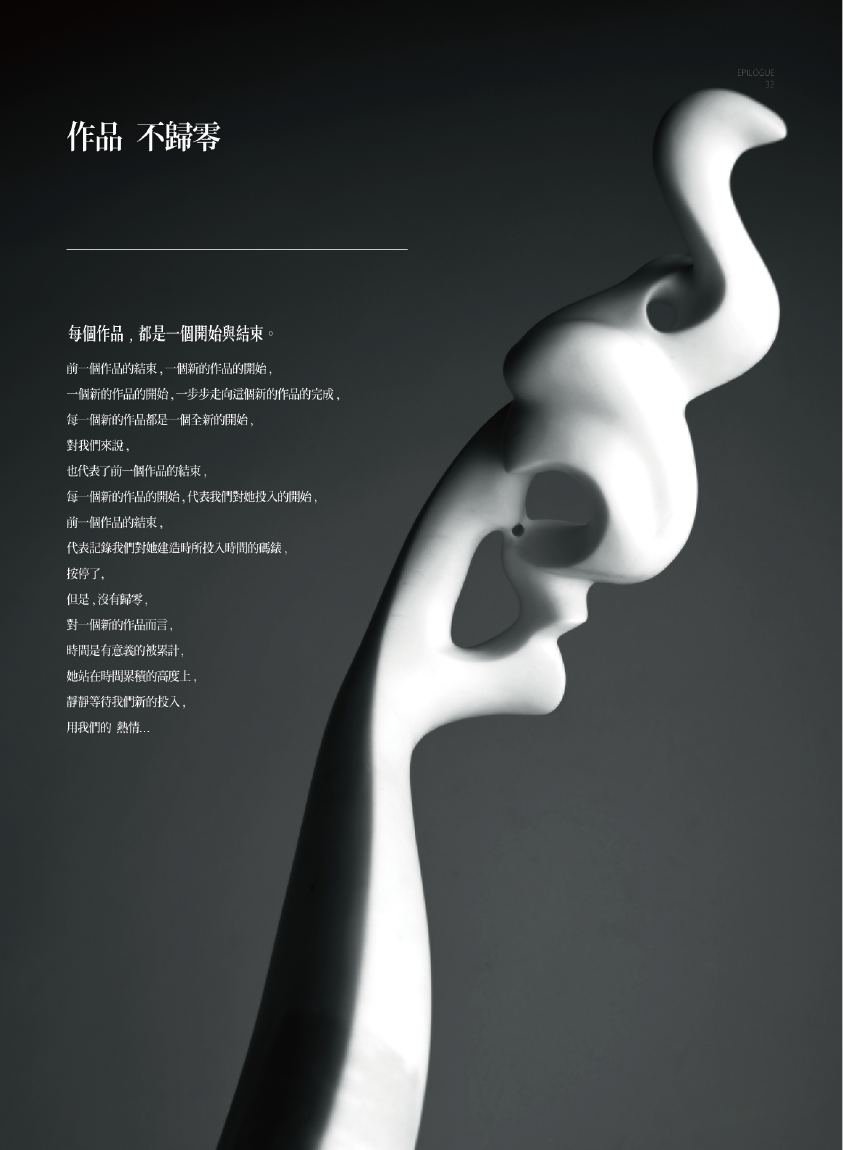 EPILOGUE
32
作品 不歸零
每個作品，都是一個開始與結束。
前一個作品的結束，一個新的作品的開始，
一個新的作品的開始，一步步走向這個新的作品的完成，
每一個新的作品都是一個全新的開始，
對我們來說，
也代表了前一個作品的結束，
每一個新的作品的開始，代表我們對她投入的開始，
前一個作品的結束，
代表記錄我們對她建造時所投入時間的碼錶，
按停了，
但是，沒有歸零，
對一個新的作品而言，
時間是有意義的被累計，
她站在時間累積的高度上，
靜靜等待我們新的投入，
用我們的 熱情...